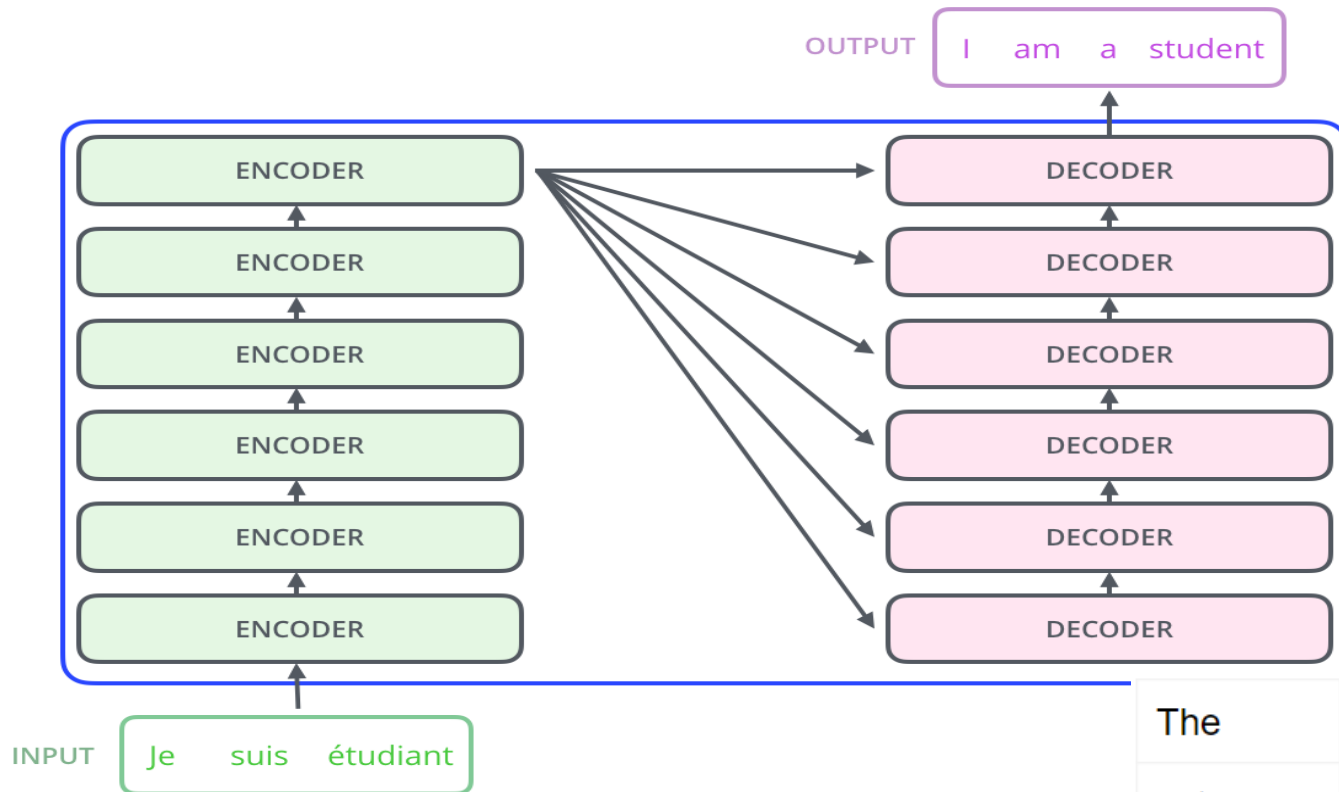 OUTPUT I am a student
ENCODER DECODER
ENCODER DECODER
ENCODER DECODER
ENCODER DECODER
ENCODER DECODER
ENCODER DECODER
The
INPUT Je suis étudiant